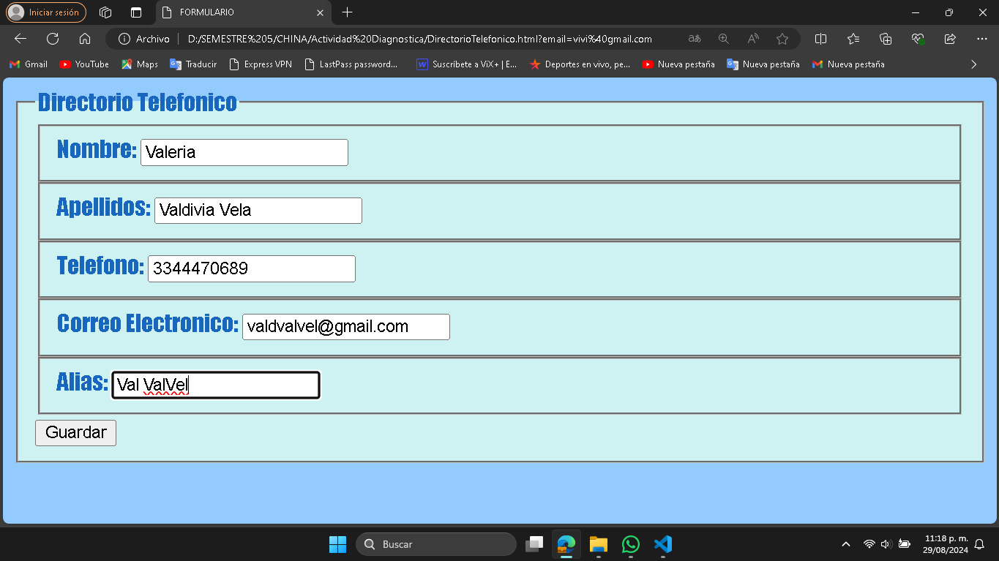 Iniciar sesión
FORMULARIO
Archivo D:/SEMESTRE%205/CHINA/Actividad%20Diagnostica/DirectorioTelefonico.html?email=vivi%40gmail.com
Gmail YouTube Maps Traducir Express VPN LastPass password... Suscríbete a ViX+ | E... Deportes en vivo, pe... Nueva pestaña Nueva pestaña Nueva pestaña
Directorio Telefonico
Nombre: Valeria
Apellidos: Valdivia Vela
Telefono: 3344470689
Correo Electronico: valdvalvel@gmail.com
Alias: Val ValVel
Guardar
Buscar
11:18 p. m.
29/08/2024